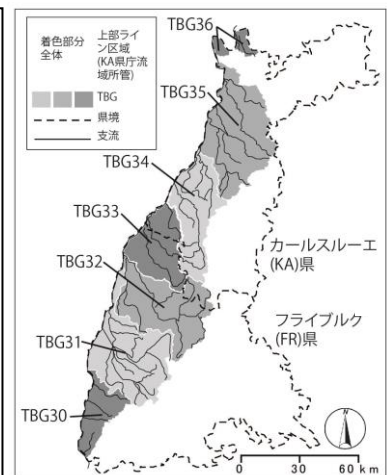 着色部分
全体
上部ライ
ン区域
(KA県庁流
域所管)
TBG
県境
支流
TBG36
TBG35
TBG34
TBG33
TBG32
TBG31
TBG30
カールスルーエ
(KA)県
フライブルク
(FR)県
N
0 30 60 km